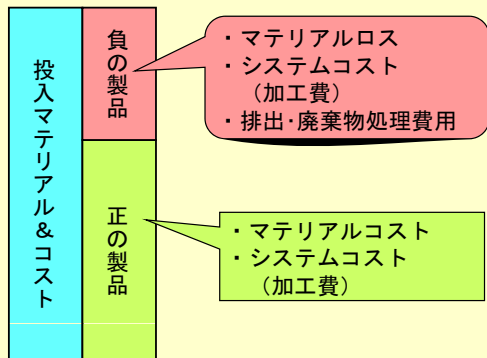 投入マテリアル&コスト
負の製品
・マテリアルロス
・システムコスト
（加工費）
・排出･廃棄物処理費用
正の製品
・マテリアルコスト
・システムコスト
（加工費）